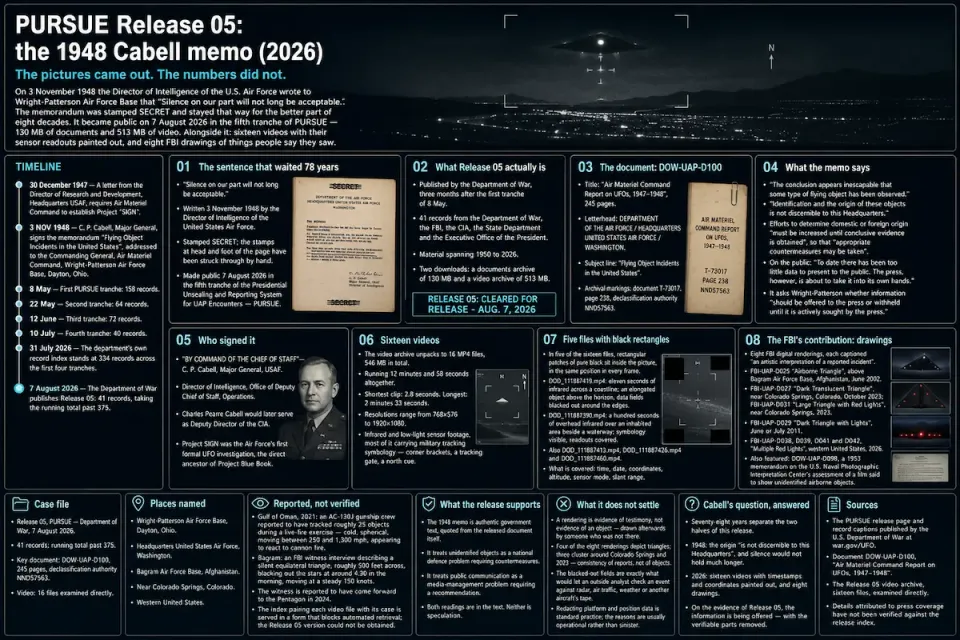 PURSUE Release 05:
the 1948 Cabell memo (2026)
The pictures came out. The numbers did not.
On 3 November 1948 the Director of Intelligence of the U.S. Air Force wrote to
Wright-Patterson Air Force Base that “Silence on our part will not long be acceptable.”
The memorandum was stamped SECRET and stayed that way for the better part of
eight decades. It became public on 7 August 2026 in the fifth tranche of PURSUE —
130 MB of documents and 513 MB of video. Alongside it: sixteen videos with their
sensor readouts painted out, and eight FBI drawings of things people say they saw.
N
TIMELINE
30 December 1947 — A letter from the
Director of Research and Development,
Headquarters USAF, requires Air Materiel
Command to establish Project “SIGN”.
3 NOV 1948 — C. P. Cabell, Major General,
signs the memorandum “Flying Object
Incidents in the United States”, addressed
to the Commanding General, Air Materiel
Command, Wright-Patterson Air Force
Base, Dayton, Ohio.
8 May — First PURSUE tranche: 158 records.
22 May — Second tranche: 64 records.
12 June — Third tranche: 72 records.
10 July — Fourth tranche: 40 records.
31 July 2026 — The department's own
record index stands at 334 records across
the first four tranches.
7 August 2026 — The Department of War
publishes Release 05: 41 records, taking
the running total past 375.
01 The sentence that waited 78 years
• “Silence on our part will not long
be acceptable.”
• Written 3 November 1948 by the
Director of Intelligence of the
United States Air Force.
• Stamped SECRET; the stamps
at head and foot of the page have
been struck through by hand.
• Made public 7 August 2026 in
the fifth tranche of the Presidential
Unsealing and Reporting System
for UAP Encounters — PURSUE.
SECRET
DEPARTMENT OF THE AIR FORCE
HEADQUARTERS UNITED STATES AIR FORCE
WASHINGTON
SECRET
02 What Release 05 actually is
• Published by the Department of War,
three months after the first tranche
of 8 May.
• 41 records from the Department of War,
the FBI, the CIA, the State Department
and the Executive Office of the President.
• Material spanning 1950 to 2026.
• Two downloads: a documents archive
of 130 MB and a video archive of 513 MB.
RELEASE 05: CLEARED FOR
RELEASE - AUG. 7, 2026
03 The document: DOW-UAP-D100
• Title: “Air Materiel Command
Report on UFOs, 1947-1948”,
245 pages.
• Letterhead: DEPARTMENT
OF THE AIR FORCE / HEADQUARTERS
UNITED STATES AIR FORCE /
WASHINGTON.
• Subject line: “Flying Object Incidents
in the United States”.
• Archival markings: document T-73017,
page 238, declassification authority
NND57563.
AIR MATERIEL
COMMAND REPORT
ON UFOS,
1947-1948
T-73017
PAGE 238
NND57563
04 What the memo says
• “The conclusion appears inescapable that
some type of flying object has been observed.”
• “Identification and the origin of these objects
is not discernible to this Headquarters.”
• Efforts to determine domestic or foreign origin
“must be increased until conclusive evidence
is obtained”, so that “appropriate
countermeasures may be taken”.
• On the public: “To date there has been too
little data to present to the public. The press,
however, is about to take it into its own hands.”
• It asks Wright-Patterson whether information
“should be offered to the press or withheld
until it is actively sought by the press.”
05 Who signed it
• “BY COMMAND OF THE CHIEF OF STAFF”—
C. P. Cabell, Major General, USAF.
• Director of Intelligence, Office of Deputy
Chief of Staff, Operations.
• Charles Pearre Cabell would later serve
as Deputy Director of the CIA.
• Project SIGN was the Air Force's first
formal UFO investigation, the direct
ancestor of Project Blue Book.
06 Sixteen videos
• The video archive unpacks to 16 MP4 files,
546 MB in total.
• Running 12 minutes and 58 seconds
altogether.
• Shortest clip: 2.8 seconds. Longest:
2 minutes 33 seconds.
• Resolutions range from 768×576
to 1920×1080.
• Infrared and low-light sensor footage,
most of it carrying military tracking
symbology — corner brackets, a tracking
gate, a north cue.
N
07 Five files with black rectangles
• In five of the sixteen files, rectangular
patches of pure black sit inside the picture,
in the same position in every frame.
• DOD_111887419.mp4: eleven seconds of
infrared across a coastline; an elongated
object above the horizon, data fields
blacked out around the edges.
• DOD_111887390.mp4: a hundred seconds
of overhead infrared over an inhabited
area beside a waterway; symbology
visible, readouts covered.
• Also DOD_111887413.mp4, DOD_111887426.mp4
and DOD_111887460.mp4.
• What is covered: time, date, coordinates,
altitude, sensor mode, slant range.
08 The FBI's contribution: drawings
• Eight FBI digital renderings, each captioned
“an artistic interpretation of a reported incident”.
• FBI-UAP-D025 “Airborne Triangle”, above
Bagram Air Force Base, Afghanistan, June 2002.
• FBI-UAP-D027 “Dark Translucent Triangle”,
near Colorado Springs, Colorado, October 2023;
FBI-UAP-D031 “Large Triangle with Red Lights”,
near Colorado Springs, 2023.
• FBI-UAP-D029 “Dark Triangle with Lights”,
June or July 2011.
• FBI-UAP-D038, D039, D041 and D042,
“Multiple Red Lights”, western United States, 2026.
• Also featured: DOW-UAP-D098, a 1953
memorandum on the U.S. Naval Photographic
Interpretation Center's assessment of a film said
to show unidentified airborne objects.
Case file
• Release 05, PURSUE — Department of
War, 7 August 2026.
• 41 records; running total past 375.
• Key document: DOW-UAP-D100,
245 pages, declassification authority
NND57563.
• Video: 16 files examined directly.
Places named
• Wright-Patterson Air Force Base,
Dayton, Ohio.
• Headquarters United States Air Force,
Washington.
• Bagram Air Force Base, Afghanistan.
• Near Colorado Springs, Colorado.
• Western United States.
Reported, not verified
• Gulf of Oman, 2021: an AC-130J gunship crew
reported to have tracked roughly 25 objects
during a live-fire exercise — cold, spherical,
moving between 250 and 1,300 mph, appearing
to react to cannon fire.
• Bagram: an FBI witness interview describing a
silent equilateral triangle, roughly 500 feet across,
blacking out the stars at around 4.30 in the
morning, moving at a steady 150 knots.
• The witness is reported to have come forward
to the Pentagon in 2024.
• The index pairing each video file with its case is
served in a form that blocks automated retrieval;
the Release 05 version could not be obtained.
What the release supports
• The 1948 memo is authentic government
text, quoted from the released document
itself.
• It treats unidentified objects as a national
defence problem requiring countermeasures.
• It treats public communication as a
media-management problem requiring
a recommendation.
• Both readings are in the text. Neither is
speculation.
What it does not settle
• A rendering is evidence of testimony, not
evidence of an object — drawn afterwards
by someone who was not there.
• Four of the eight renderings depict triangles;
three cluster around Colorado Springs and
2023 — consistency of reports, not of objects.
• The blocked-out fields are exactly what
would let an outside analyst check an event
against radar, air traffic, weather or another
aircraft's tape.
• Redacting platform and position data is
standard practice; the reasons are usually
operational rather than sinister.
Cabell's question, answered
• Seventy-eight years separate the two
halves of this release.
• 1948: the origin “is not discernible to this
Headquarters”, and silence would not
hold much longer.
• 2026: sixteen videos with timestamps
and coordinates painted out, and eight
drawings.
• On the evidence of Release 05, the
information is being offered — with the
verifiable parts removed.
Sources
• The PURSUE release page and
record captions published by the
U.S. Department of War at
war.gov/UFO.
• Document DOW-UAP-D100,
“Air Materiel Command Report
on UFOs, 1947-1948”.
• The Release 05 video archive,
sixteen files, examined directly.
• Details attributed to press coverage
have not been verified against the
release index.